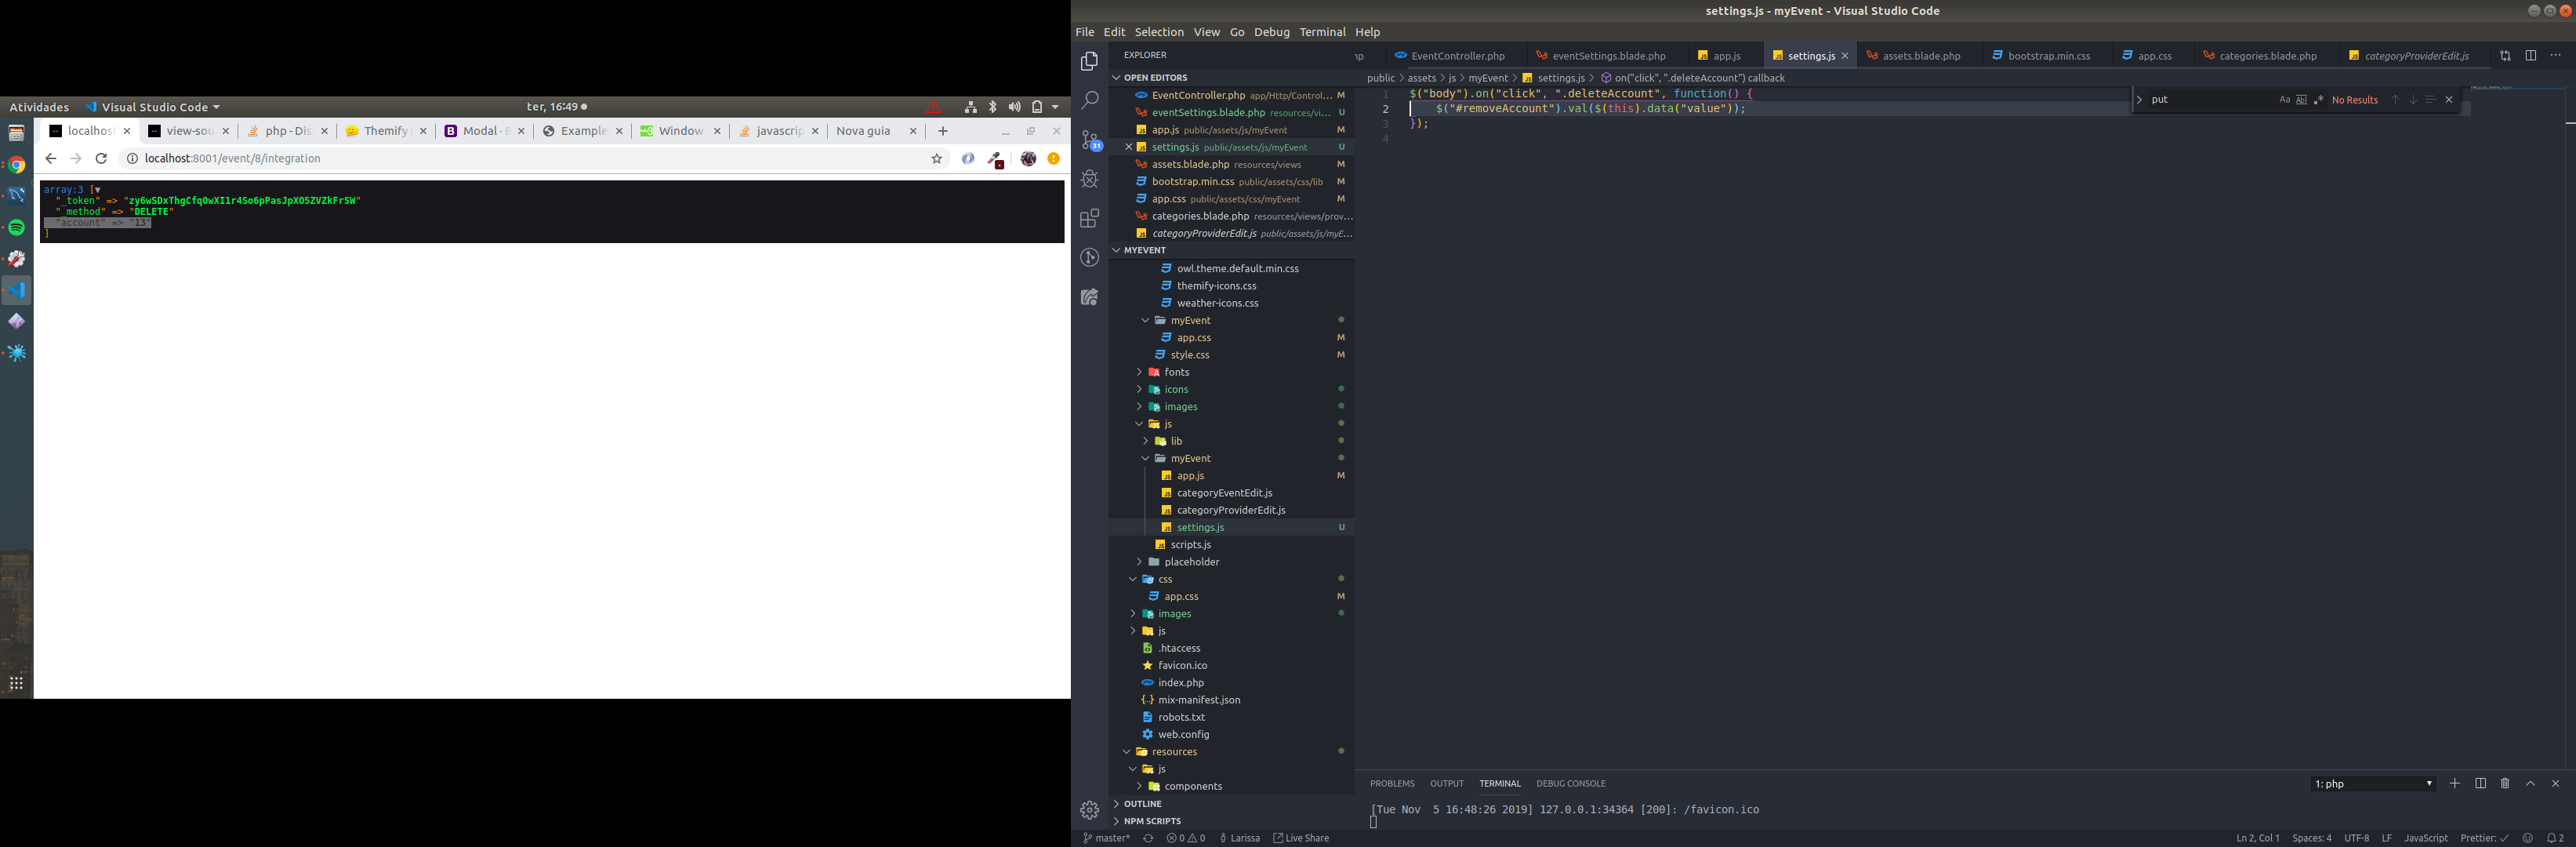 Atividades
Visual Studio Code
ter, 16:49
localhos
view-sou
php - Dis
Themify
Modal · B
Example
Window
javascrip
Nova guia
localhost:8001/event/8/integration
array:3 [▼
"_token" => "zy6wSDxThgCfqOwXI1r4So6pPasJpXO5ZVZkFrSW"
"_method" => "DELETE"
"account" => "13"
]
settings.js - myEvent - Visual Studio Code
File Edit Selection View Go Debug Terminal Help
EXPLORER
OPEN EDITORS
EventController.php app/Http/Control... M
eventSettings.blade.php resources/vi... U
app.js public/assets/js/myEvent M
settings.js public/assets/js/myEvent U
assets.blade.php resources/views M
bootstrap.min.css public/assets/css/lib M
app.css public/assets/css/myEvent M
categories.blade.php resources/views/prov...
categoryProviderEdit.js public/assets/js/myE...
31
MYEVENT
owl.theme.default.min.css
themify-icons.css
weather-icons.css
myEvent
app.css M
style.css M
fonts
icons
images
js
lib
myEvent
app.js M
categoryEventEdit.js
categoryProviderEdit.js
settings.js U
scripts.js
placeholder
css
app.css M
images
js
.htaccess
favicon.ico
index.php
mix-manifest.json
robots.txt
web.config
resources
js
components
OUTLINE
NPM SCRIPTS
hp EventController.php eventSettings.blade.php app.js settings.js assets.blade.php bootstrap.min.css app.css categories.blade.php categoryProviderEdit.js
public > assets > js > myEvent > settings.js > on("click", ".deleteAccount") callback
1 $("body").on("click", ".deleteAccount", function() {
2 $("#removeAccount").val($(this).data("value"));
3 });
4
put Aa Abl .* No Results
PROBLEMS OUTPUT TERMINAL DEBUG CONSOLE
1: php
[Tue Nov 5 16:48:26 2019] 127.0.0.1:34364 [200]: /favicon.ico
master* 0 0 Larissa Live Share
Ln 2, Col 1 Spaces: 4 UTF-8 LF JavaScript Prettier: ✓ 2